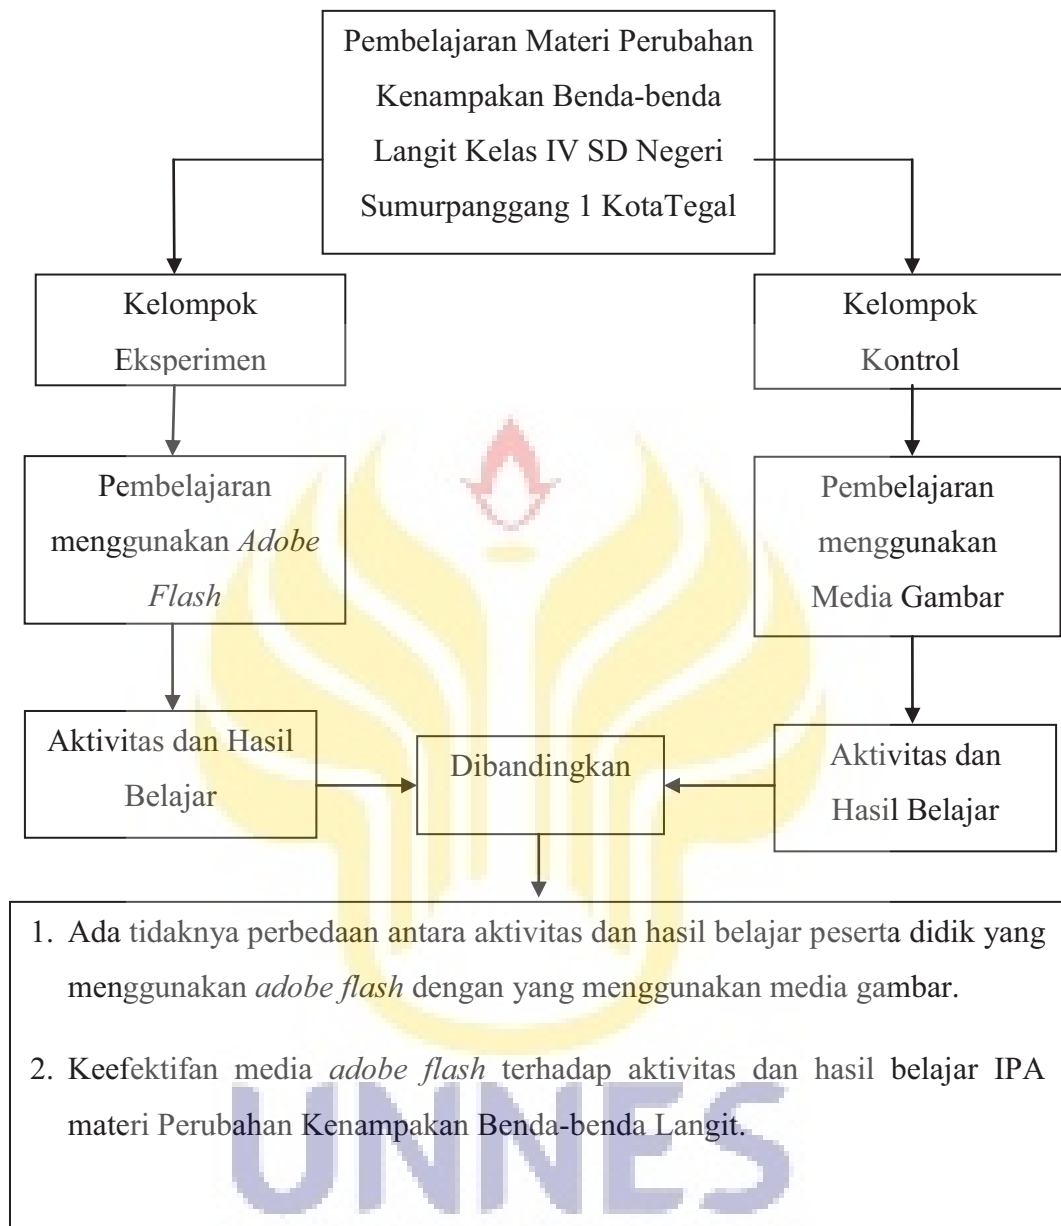 Pembelajaran Materi Perubahan
Kenampakan Benda-benda
Langit Kelas IV SD Negeri
Sumurpanggang 1 KotaTegal
Kelompok
Eksperimen
Kelompok
Kontrol
Pembelajaran
menggunakan Adobe
Flash
Pembelajaran
menggunakan
Media Gambar
Aktivitas dan Hasil
Belajar
Dibandingkan
Aktivitas dan
Hasil Belajar
1. Ada tidaknya perbedaan antara aktivitas dan hasil belajar peserta didik yang
menggunakan adobe flash dengan yang menggunakan media gambar.
2. Keefektifan media adobe flash terhadap aktivitas dan hasil belajar IPA
materi Perubahan Kenampakan Benda-benda Langit.
UNNES